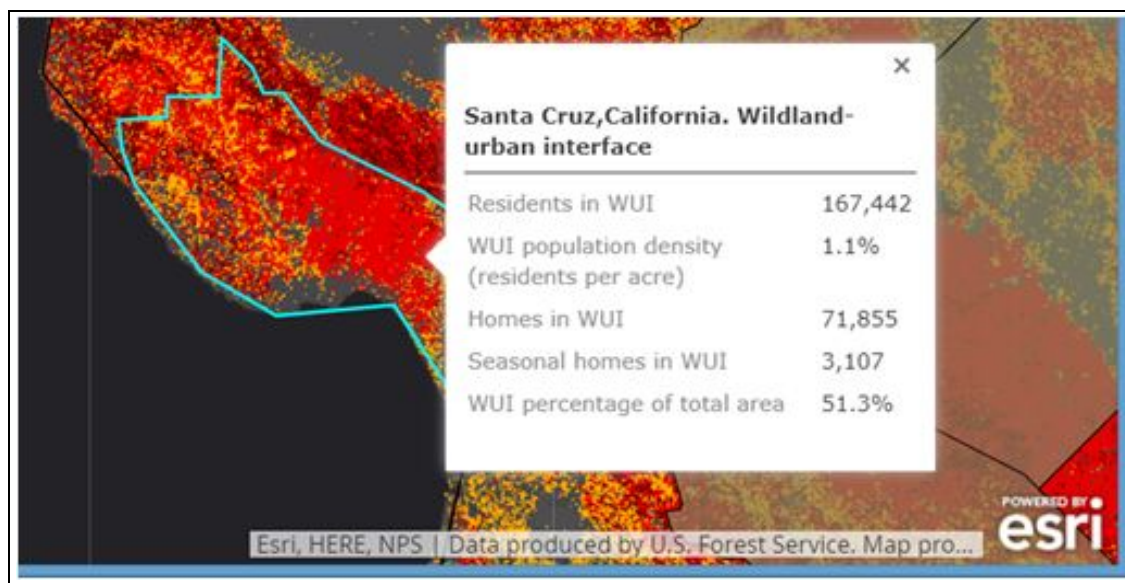 ×
Santa Cruz,California. Wildland-
urban interface
Residents in WUI 167,442
WUI population density 1.1%
(residents per acre)
Homes in WUI 71,855
Seasonal homes in WUI 3,107
WUI percentage of total area 51.3%
POWERED BY
esri
Esri, HERE, NPS | Data produced by U.S. Forest Service. Map pro...